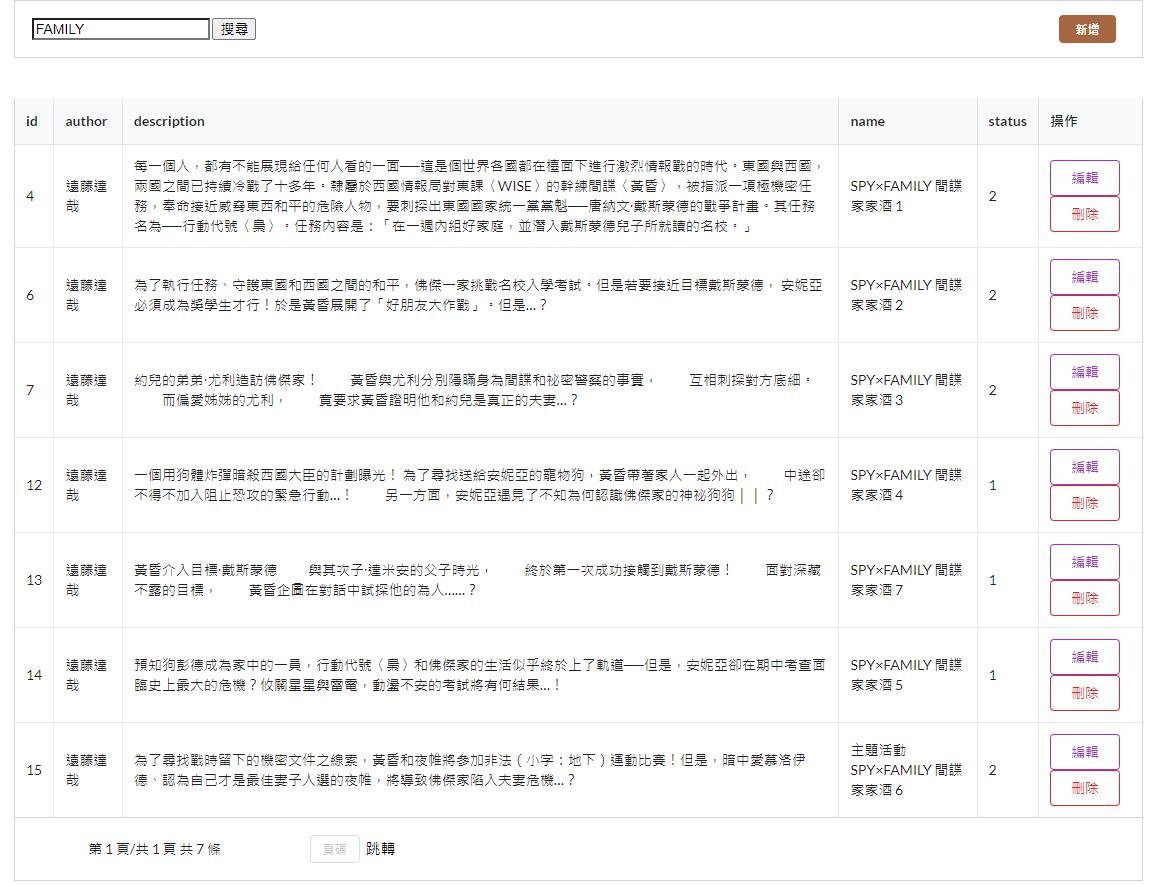 FAMILY 搜尋 新增
id author description name status 操作
每一個人，都有不能展現給任何人看的一面──這是個世界各國都在檯面下進行激烈情報戰的時代。東國與西國，
兩國之間已持續冷戰了十多年。隸屬於西國情報局對東課〈WISE〉的幹練間諜〈黃昏〉，被指派一項極機密任
務，奉命接近威脅東西和平的危險人物，要刺探出東國國家統一黨黨魁──唐納文‧戴斯蒙德的戰爭計畫。其任務
名為──行動代號〈梟〉。任務內容是：「在一週內組好家庭，並潛入戴斯蒙德兒子所就讀的名校。」
4
遠藤達
哉
SPY×FAMILY 間諜
家家酒 1
2
編輯
刪除
6
遠藤達
哉
為了執行任務、守護東國和西國之間的和平，佛傑一家挑戰名校入學考試。但是若要接近目標戴斯蒙德， 安妮亞
必須成為獎學生才行！於是黃昏展開了「好朋友大作戰」。但是...？
SPY×FAMILY 間諜
家家酒 2
2
編輯
刪除
7
遠藤達
哉
約兒的弟弟‧尤利造訪佛傑家！ 黃昏與尤利分別隱瞞身為間諜和祕密警察的事實， 互相刺探對方底細。
而偏愛姊姊的尤利， 竟要求黃昏證明他和約兒是真正的夫妻...？
SPY×FAMILY 間諜
家家酒 3
2
編輯
刪除
12
遠藤達
哉
一個用狗體炸彈暗殺西國大臣的計劃曝光！ 為了尋找送給安妮亞的寵物狗，黃昏帶著家人一起外出， 中途卻
不得不加入阻止恐攻的緊急行動...！ 另一方面，安妮亞遇見了不知為何認識佛傑家的神祕狗狗││？
SPY×FAMILY 間諜
家家酒 4
1
編輯
刪除
13
遠藤達
哉
黃昏介入目標‧戴斯蒙德 與其次子‧達米安的父子時光， 終於第一次成功接觸到戴斯蒙德！ 面對深藏
不露的目標， 黃昏企圖在對話中試探他的為人......？
SPY×FAMILY 間諜
家家酒 7
1
編輯
刪除
14
遠藤達
哉
預知狗彭德成為家中的一員，行動代號〈梟〉和佛傑家的生活似乎終於上了軌道──但是，安妮亞卻在期中考查面
臨史上最大的危機？攸關星星與雷電，動盪不安的考試將有何結果...！
SPY×FAMILY 間諜
家家酒 5
1
編輯
刪除
15
遠藤達
哉
為了尋找戰時留下的機密文件之線索，黃昏和夜帷將參加非法（小字：地下）運動比賽！但是，暗中愛慕洛伊
德、認為自己才是最佳妻子人選的夜帷，將導致佛傑家陷入夫妻危機...？
主題活動
SPY×FAMILY 間諜
家家酒 6
2
編輯
刪除
第 1 頁/共 1 頁 共 7 條 頁碼 跳轉